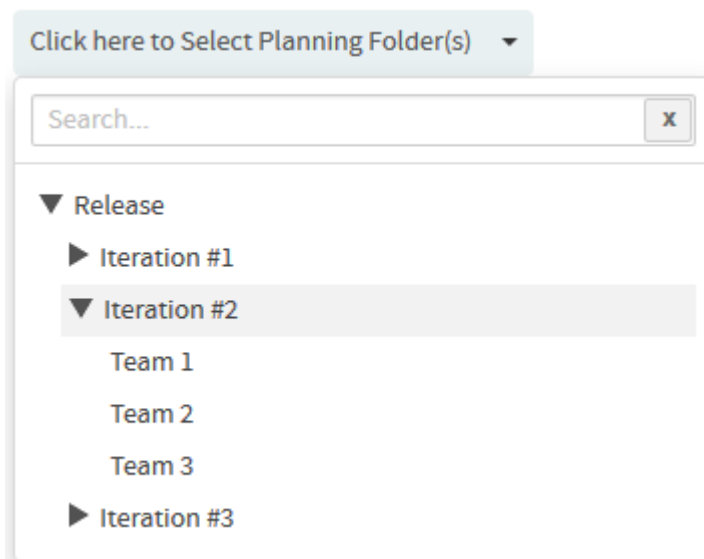 Click here to Select Planning Folder(s)
Search...
x
Release
Iteration #1
Iteration #2
Team 1
Team 2
Team 3
Iteration #3